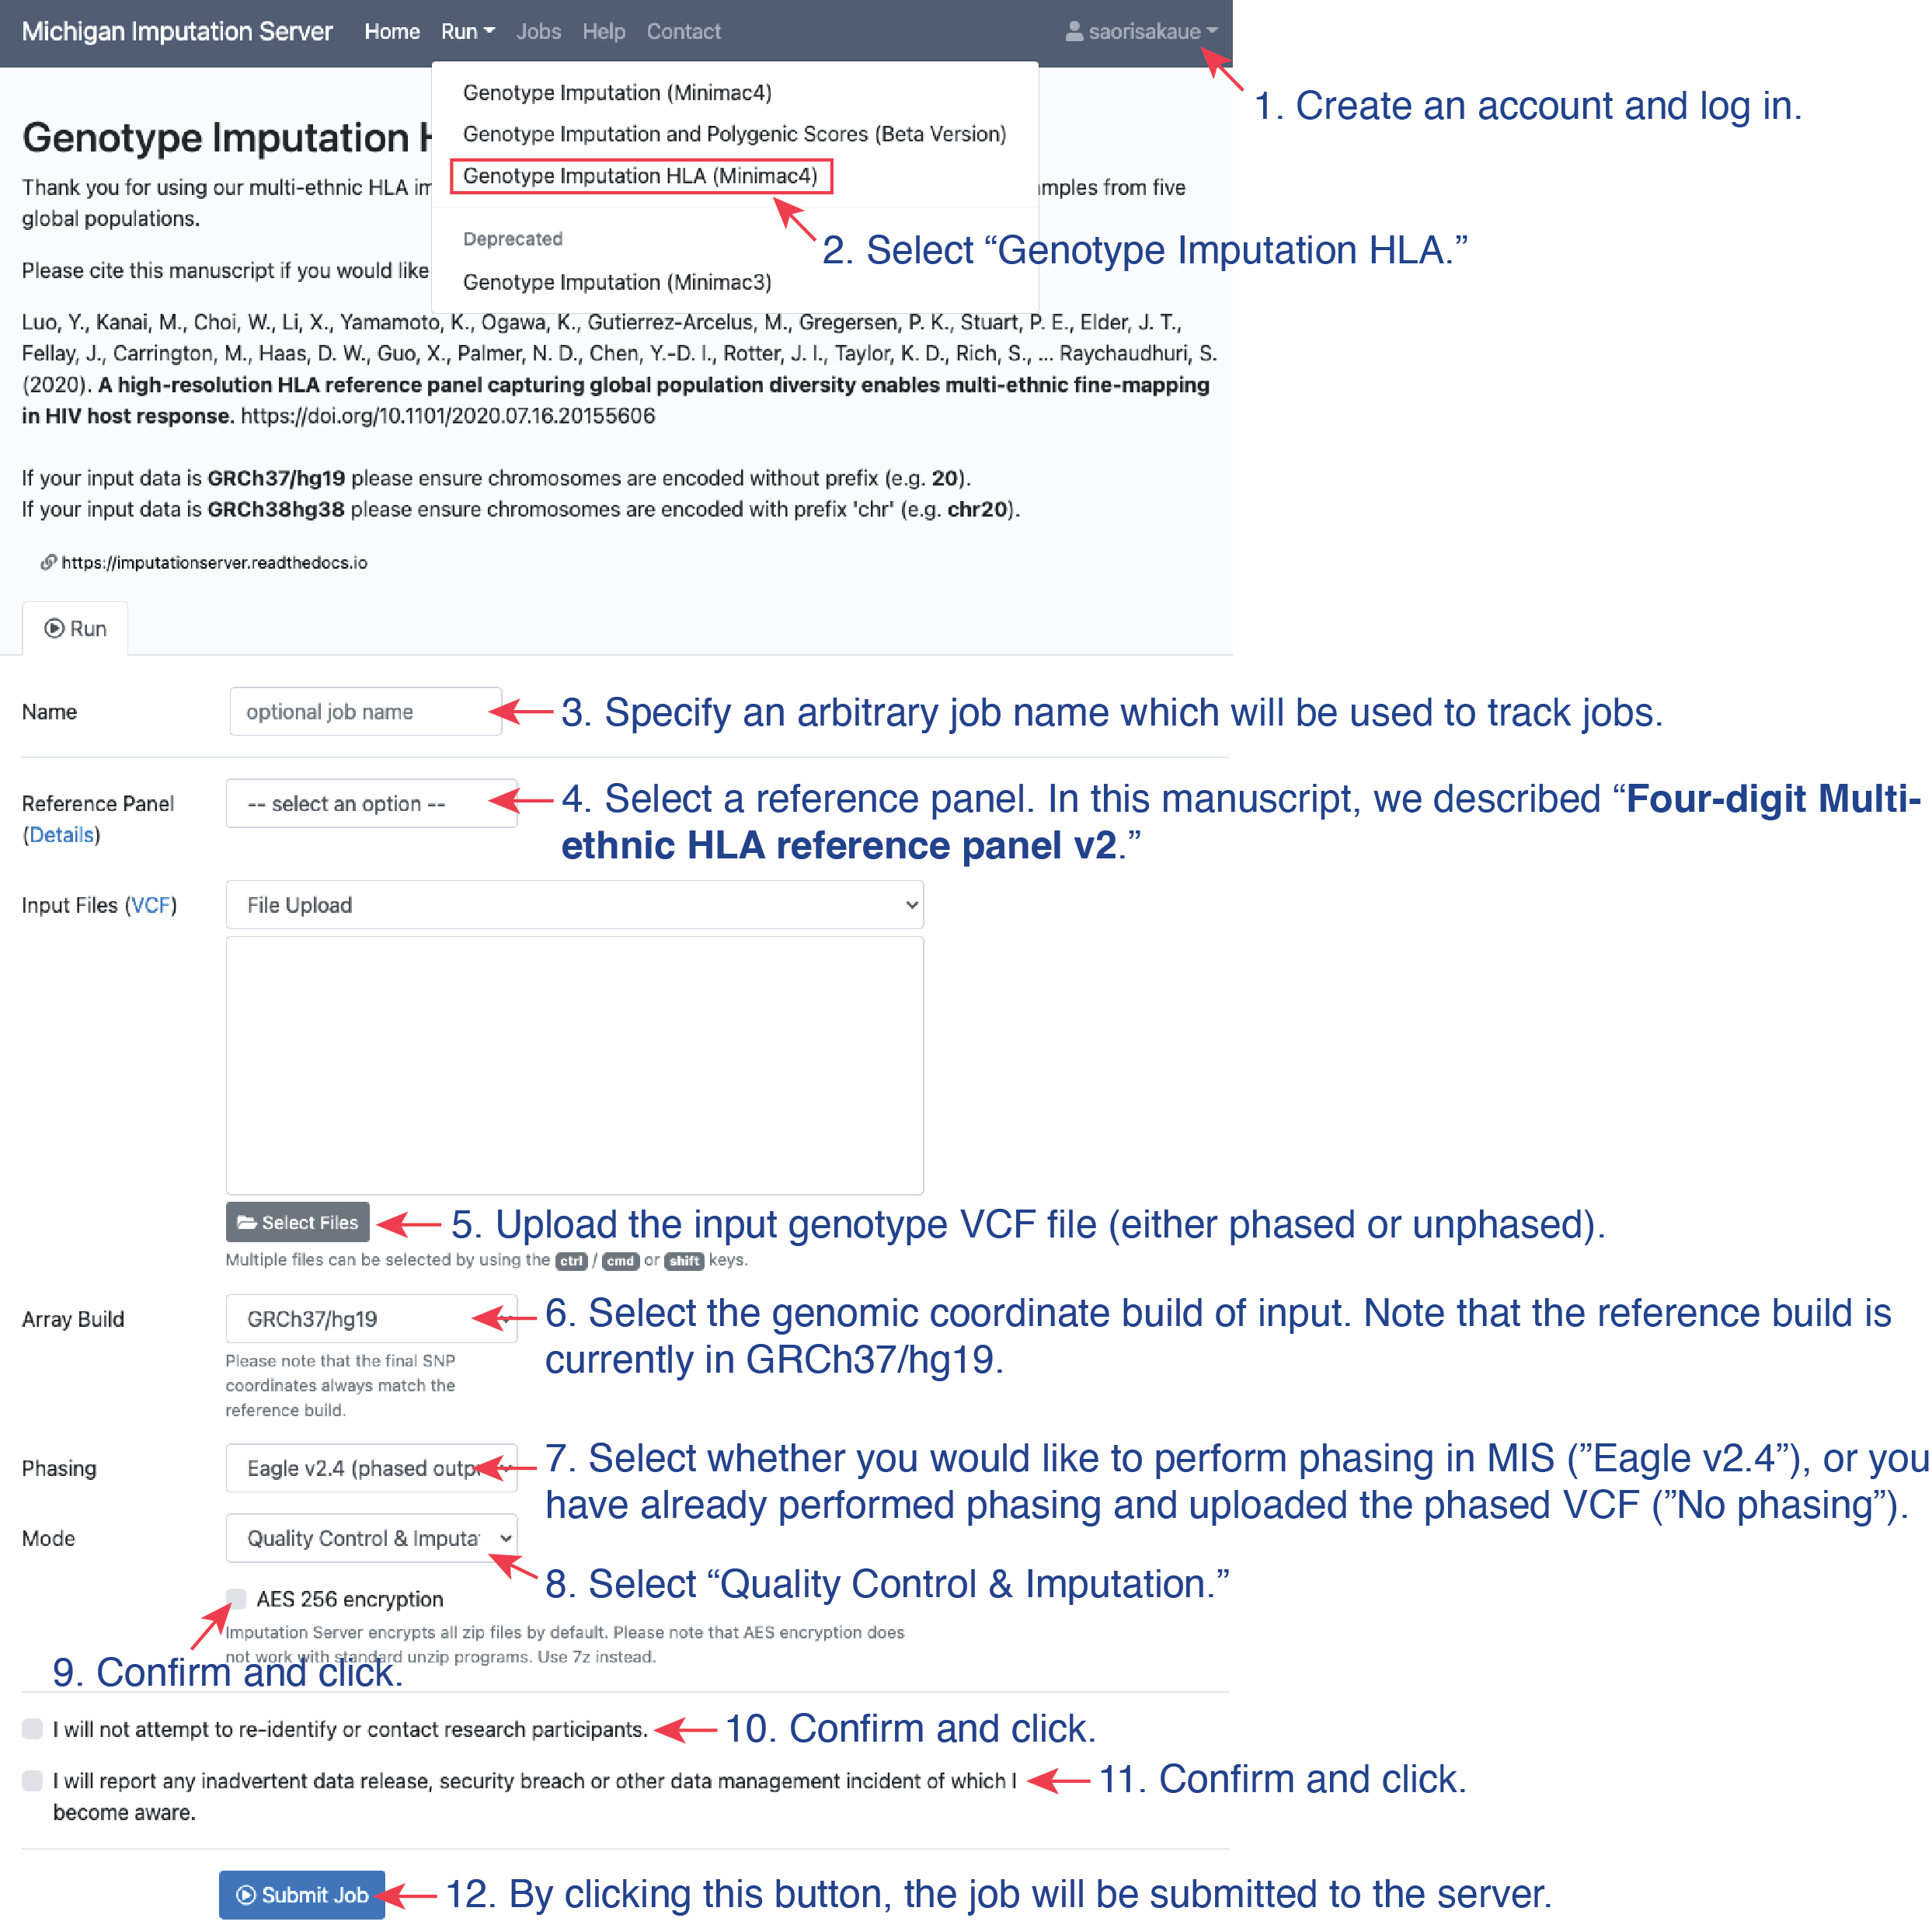 Michigan Imputation Server Home Run Jobs Help Contact saorisakaue
1. Create an account and log in.
Genotype Imputation (Minimac4)
Genotype Imputation and Polygenic Scores (Beta Version)
Genotype Imputation HLA (Minimac4)
Deprecated
2. Select “Genotype Imputation HLA.”
Genotype Imputation (Minimac3)
Genotype Imputation
Thank you for using our multi-ethnic HLA from five
global populations.
Please cite this manuscript if you would like
Luo, Y., Kanai, M., Choi, W., Li, X., Yamamoto, K., Ogawa, K., Gutierrez-Arcelus, M., Gregersen, P. K., Stuart, P. E., Elder, J. T.,
Fellay, J., Carrington, M., Haas, D. W., Guo, X., Palmer, N. D., Chen, Y.-D. I., Rotter, J. I., Taylor, K. D., Rich, S., ... Raychaudhuri, S.
(2020). A high-resolution HLA reference panel capturing global population diversity enables multi-ethnic fine-mapping
in HIV host response. https://doi.org/10.1101/2020.07.16.20155606
If your input data is GRCh37/hg19 please ensure chromosomes are encoded without prefix (e.g. 20).
If your input data is GRCh38hg38 please ensure chromosomes are encoded with prefix 'chr' (e.g. chr20).
https://imputationserver.readthedocs.io
Run
Name optional job name 3. Specify an arbitrary job name which will be used to track jobs.
Reference Panel -- select an option -- 4. Select a reference panel. In this manuscript, we described “Four-digit Multi-
(Details) ethnic HLA reference panel v2.”
Input Files (VCF) File Upload
Select Files 5. Upload the input genotype VCF file (either phased or unphased).
Multiple files can be selected by using the ctrl / cmd or shift keys.
Array Build GRCh37/hg19 6. Select the genomic coordinate build of input. Note that the reference build is
currently in GRCh37/hg19.
Please note that the final SNP
coordinates always match the
reference build.
Phasing Eagle v2.4 (phased outp 7. Select whether you would like to perform phasing in MIS (”Eagle v2.4”), or you
have already performed phasing and uploaded the phased VCF (”No phasing”).
Mode Quality Control & Imputa
8. Select “Quality Control & Imputation.”
AES 256 encryption
Imputation Server encrypts all zip files by default. Please note that AES encryption does
not work with standard unzip programs. Use 7z instead.
9. Confirm and click.
I will not attempt to re-identify or contact research participants. 10. Confirm and click.
I will report any inadvertent data release, security breach or other data management incident of which I 11. Confirm and click.
become aware.
Submit Job 12. By clicking this button, the job will be submitted to the server.